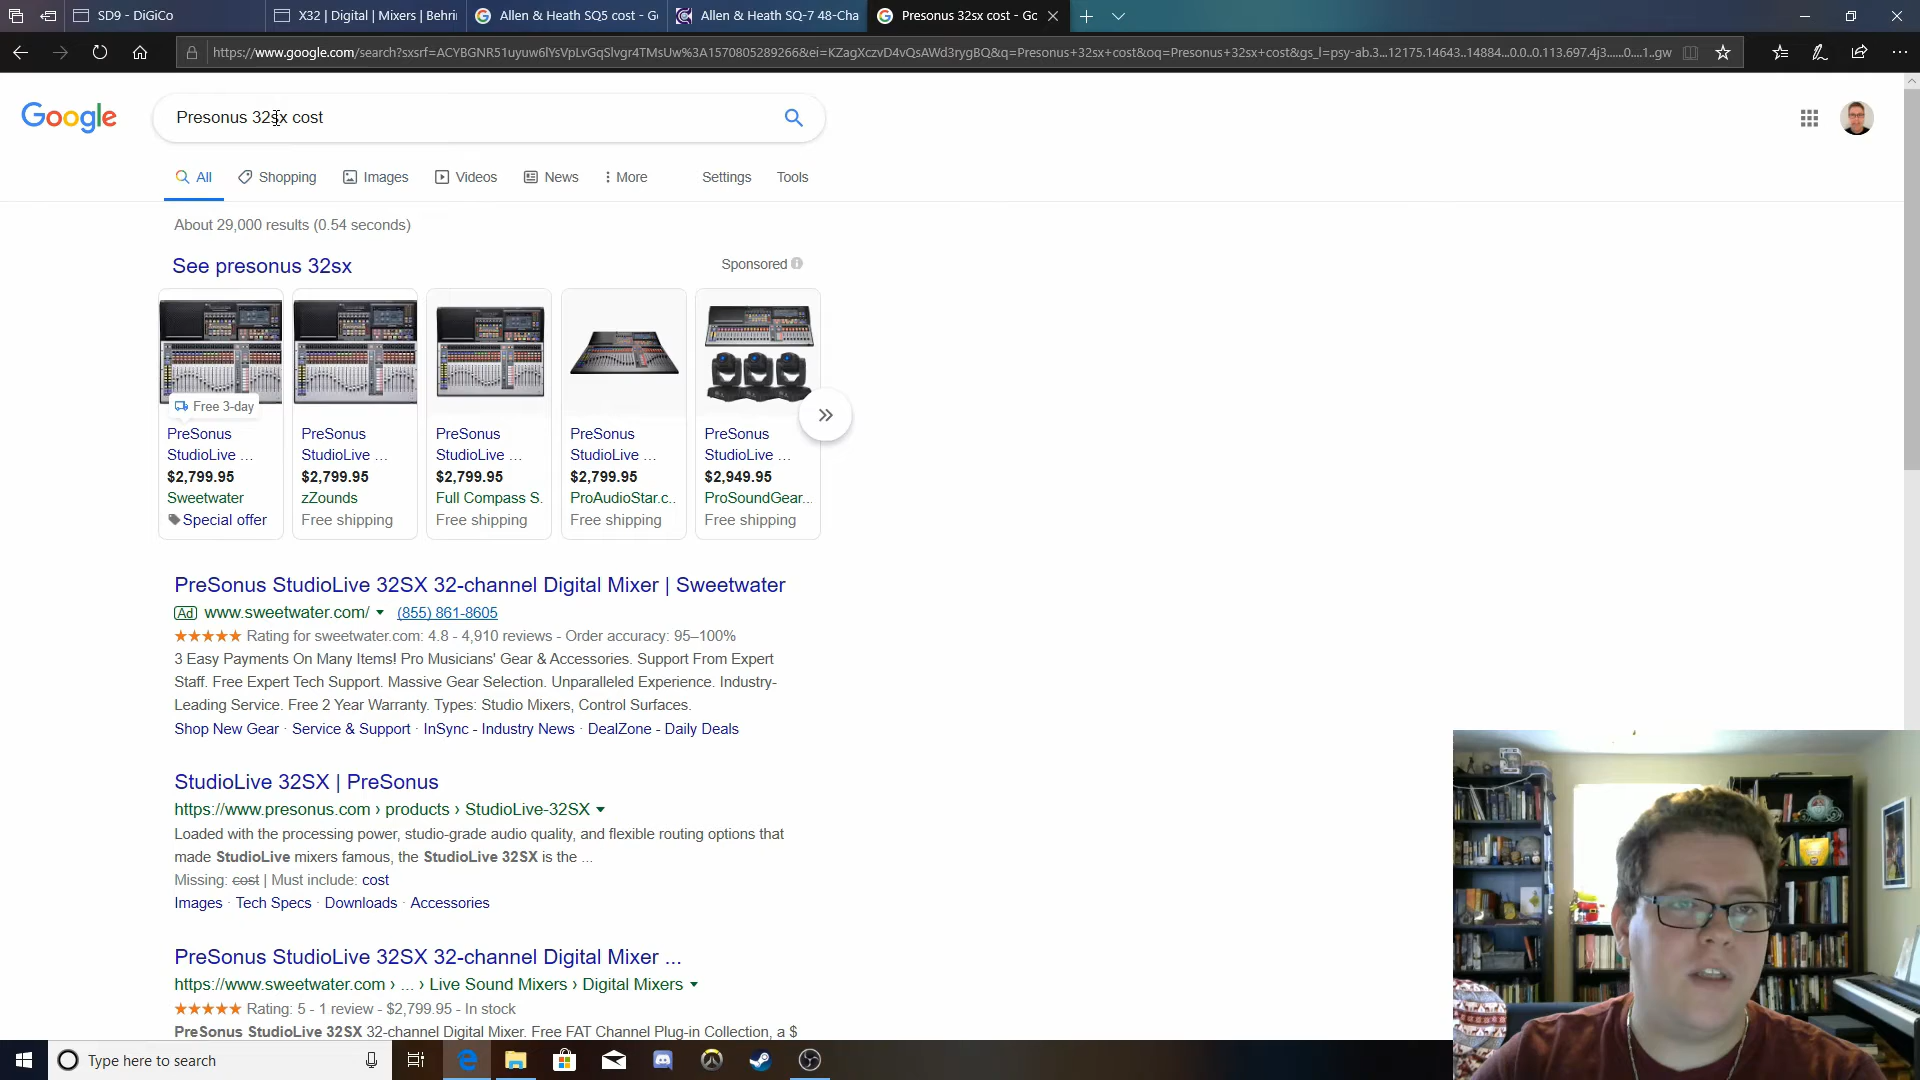 SD9 - DiGiCo
X32 | Digital | Mixers | Behri
Allen & Heath SQ5 cost - Go
Allen & Heath SQ-7 48-Cha
Presonus 32sx cost - Go
https://www.google.com/search?sxsrf=ACYBGNR51uyuw6lYsVpLvGqSlvgr4TMsUw%3A1570805289266&ei=KZagXczvD4vQsAWd3rygBQ&q=Presonus+32sx+cost&oq=Presonus+32sx+cost&gs_l=psy-ab.3...12175.14643..14884...0.0..0.113.697.4j3......0....1..gw
Google
Presonus 32sx cost
All Shopping Images Videos News More Settings Tools
About 29,000 results (0.54 seconds)
See presonus 32sx
Sponsored
Free 3-day
PreSonus StudioLive ...
$2,799.95
Sweetwater
Special offer
PreSonus StudioLive ...
$2,799.95
zZounds
Free shipping
PreSonus StudioLive ...
$2,799.95
Full Compass S.
Free shipping
PreSonus StudioLive ...
$2,799.95
ProAudioStar.c..
Free shipping
PreSonus StudioLive ...
$2,949.95
ProSoundGear...
Free shipping
PreSonus StudioLive 32SX 32-channel Digital Mixer | Sweetwater
Ad www.sweetwater.com/ (855) 861-8605
Rating for sweetwater.com: 4.8 - 4,910 reviews - Order accuracy: 95–100%
3 Easy Payments On Many Items! Pro Musicians' Gear & Accessories. Support From Expert
Staff. Free Expert Tech Support. Massive Gear Selection. Unparalleled Experience. Industry-
Leading Service. Free 2 Year Warranty. Types: Studio Mixers, Control Surfaces.
Shop New Gear · Service & Support · InSync - Industry News · DealZone - Daily Deals
StudioLive 32SX | PreSonus
https://www.presonus.com › products › StudioLive-32SX
Loaded with the processing power, studio-grade audio quality, and flexible routing options that
made StudioLive mixers famous, the StudioLive 32SX is the ...
Missing: cost | Must include: cost
Images · Tech Specs · Downloads · Accessories
PreSonus StudioLive 32SX 32-channel Digital Mixer ...
https://www.sweetwater.com › ... › Live Sound Mixers › Digital Mixers
Rating: 5 - 1 review - $2,799.95 - In stock
PreSonus StudioLive 32SX 32-channel Digital Mixer. Free FAT Channel Plug-in Collection, a $
Type here to search